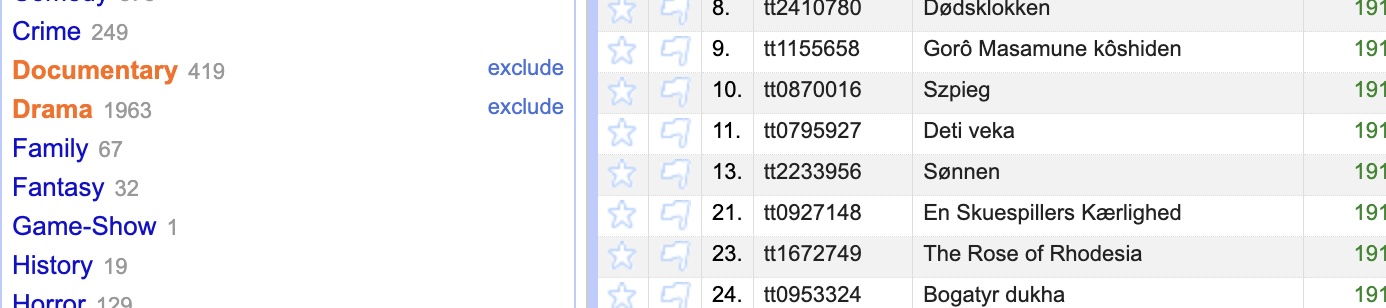 Crime 249
Documentary 419 exclude
Drama 1963 exclude
Family 67
Fantasy 32
Game-Show 1
History 19
Horror 129
8. tt2410780 Dødsklokken 191
9. tt1155658 Gorô Masamune kôshiden 191
10. tt0870016 Szpieg 191
11. tt0795927 Deti veka 191
13. tt2233956 Sønnen 191
21. tt0927148 En Skuespillers Kærlighed 191
23. tt1672749 The Rose of Rhodesia 191
24. tt0953324 Bogatyr dukha 191